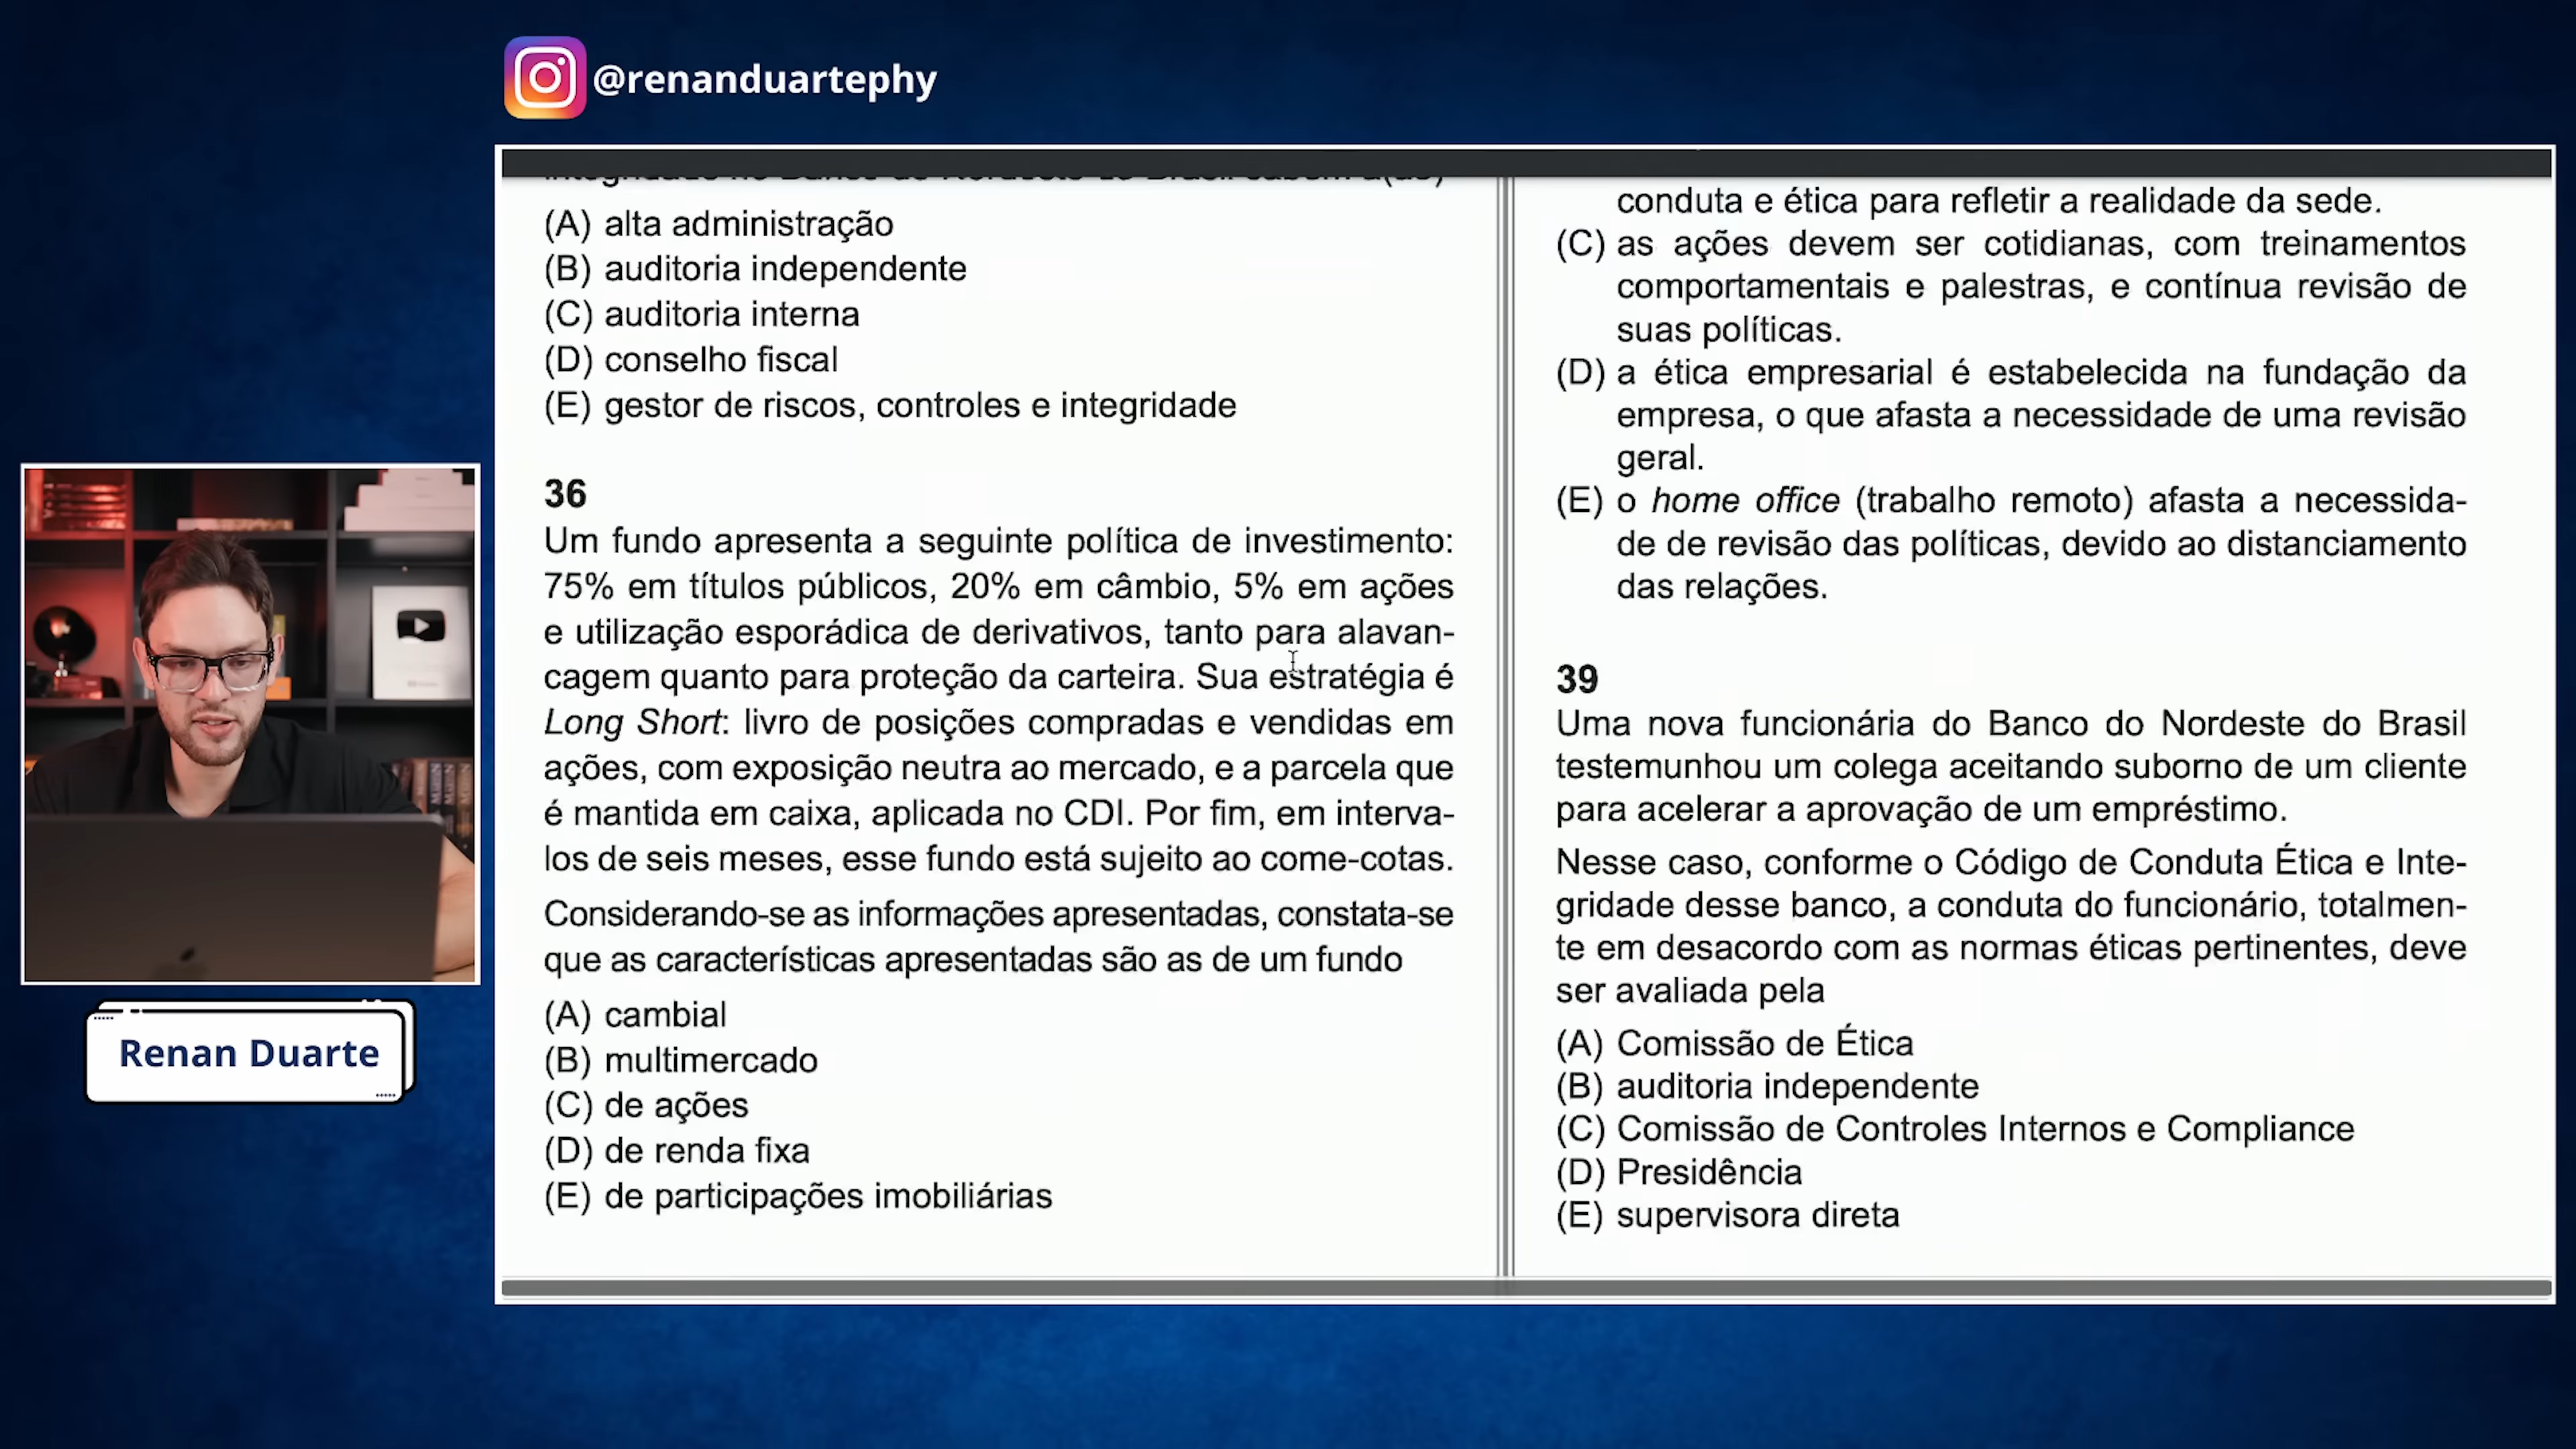 @renanduartephy
integridade no Banco do Nordeste do Brasil cabem à(ao)
(A) alta administração
(B) auditoria independente
(C) auditoria interna
(D) conselho fiscal
(E) gestor de riscos, controles e integridade
36
Um fundo apresenta a seguinte política de investimento:
75% em títulos públicos, 20% em câmbio, 5% em ações
e utilização esporádica de derivativos, tanto para alavan-
cagem quanto para proteção da carteira. Sua estratégia é
Long Short: livro de posições compradas e vendidas em
ações, com exposição neutra ao mercado, e a parcela que
é mantida em caixa, aplicada no CDI. Por fim, em interva-
los de seis meses, esse fundo está sujeito ao come-cotas.
Considerando-se as informações apresentadas, constata-se
que as características apresentadas são as de um fundo
(A) cambial
(B) multimercado
(C) de ações
(D) de renda fixa
(E) de participações imobiliárias
conduta e ética para refletir a realidade da sede.
(C) as ações devem ser cotidianas, com treinamentos
comportamentais e palestras, e contínua revisão de
suas políticas.
(D) a ética empresarial é estabelecida na fundação da
empresa, o que afasta a necessidade de uma revisão
geral.
(E) o home office (trabalho remoto) afasta a necessida-
de de revisão das políticas, devido ao distanciamento
das relações.
39
Uma nova funcionária do Banco do Nordeste do Brasil
testemunhou um colega aceitando suborno de um cliente
para acelerar a aprovação de um empréstimo.
Nesse caso, conforme o Código de Conduta Ética e Inte-
gridade desse banco, a conduta do funcionário, totalmen-
te em desacordo com as normas éticas pertinentes, deve
ser avaliada pela
(A) Comissão de Ética
(B) auditoria independente
(C) Comissão de Controles Internos e Compliance
(D) Presidência
(E) supervisora direta
Renan Duarte